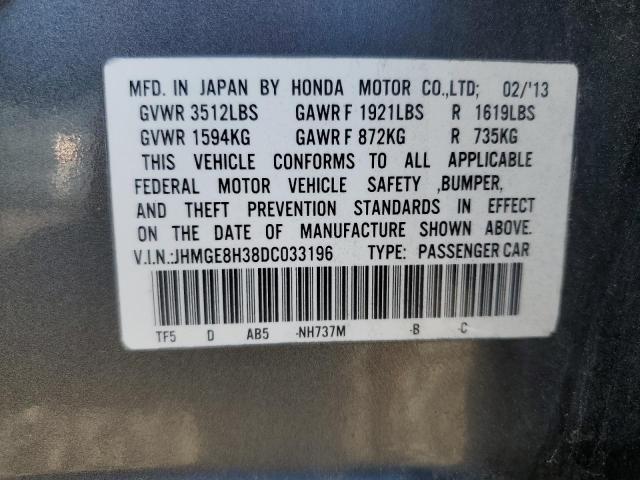 MFD. IN JAPAN BY HONDA MOTOR CO.,LTD; 02/'13
GVWR 3512LBS GAWR F 1921LBS R 1619LBS
GVWR 1594KG GAWR F 872KG R 735KG
THIS VEHICLE CONFORMS TO ALL APPLICABLE
FEDERAL MOTOR VEHICLE SAFETY ,BUMPER,
AND THEFT PREVENTION STANDARDS IN EFFECT
ON THE DATE OF MANUFACTURE SHOWN ABOVE.
V.I.N.:JHMGE8H38DC033196 TYPE: PASSENGER CAR
TF5 D AB5 -NH737M -B -C